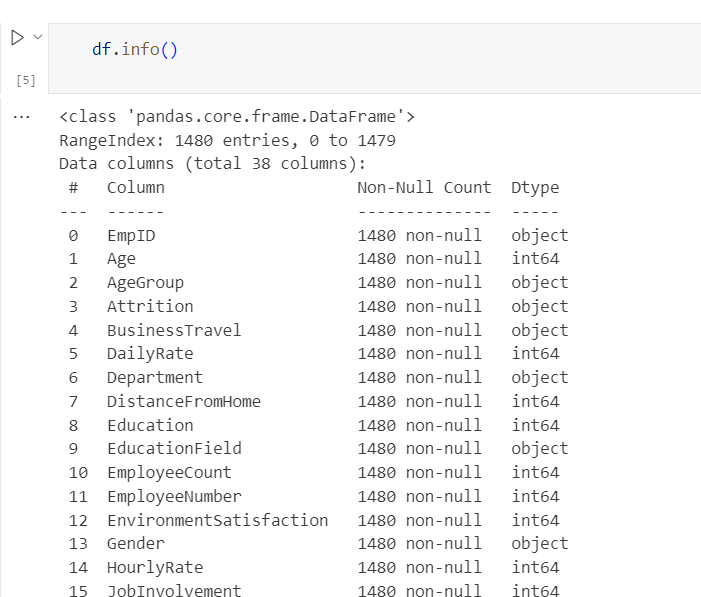 df.info()
[5]
... <class 'pandas.core.frame.DataFrame'>
RangeIndex: 1480 entries, 0 to 1479
Data columns (total 38 columns):
 #   Column                    Non-Null Count  Dtype
---  ------                    --------------  -----
 0   EmpID                     1480 non-null   object
 1   Age                       1480 non-null   int64
 2   AgeGroup                  1480 non-null   object
 3   Attrition                 1480 non-null   object
 4   BusinessTravel            1480 non-null   object
 5   DailyRate                 1480 non-null   int64
 6   Department                1480 non-null   object
 7   DistanceFromHome          1480 non-null   int64
 8   Education                 1480 non-null   int64
 9   EducationField            1480 non-null   object
 10  EmployeeCount             1480 non-null   int64
 11  EmployeeNumber            1480 non-null   int64
 12  EnvironmentSatisfaction   1480 non-null   int64
 13  Gender                    1480 non-null   object
 14  HourlyRate                1480 non-null   int64
 15  JobInvolvement            1480 non-null   int64